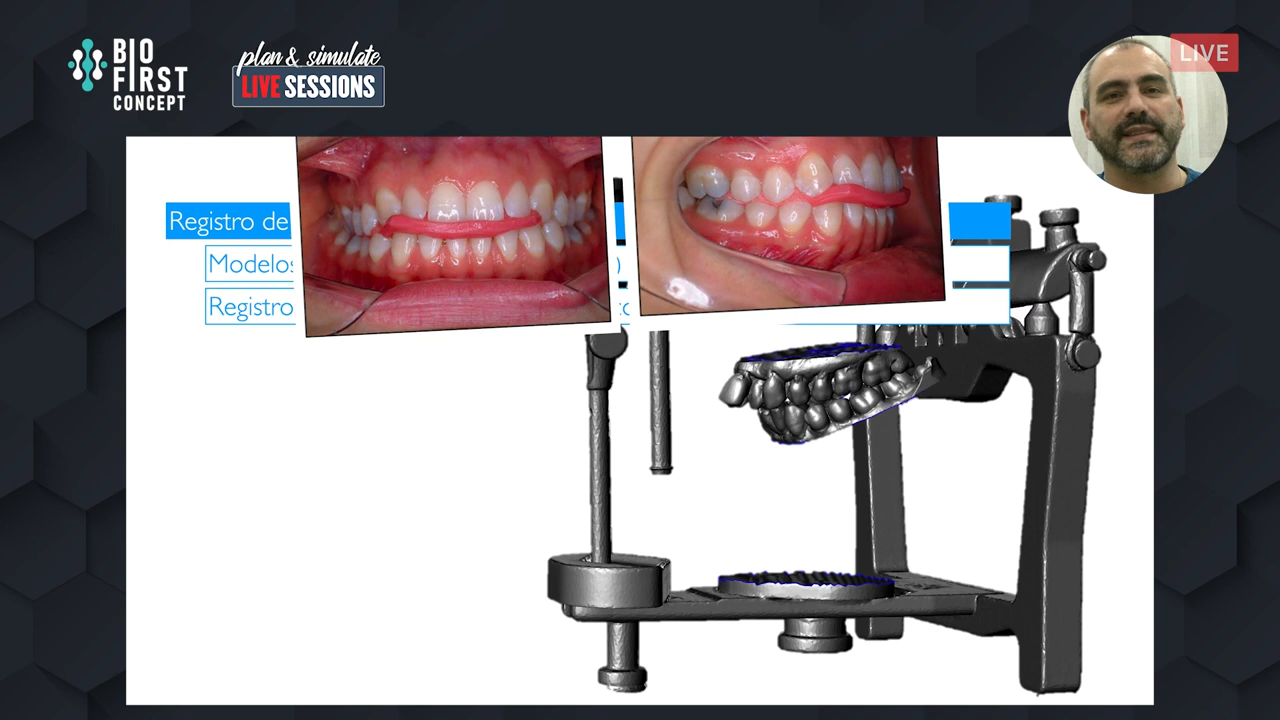 BIO
FIRST
CONCEPT
plan & simulate
LIVE SESSIONS
LIVE
Registro de
Modelos
)
Registro